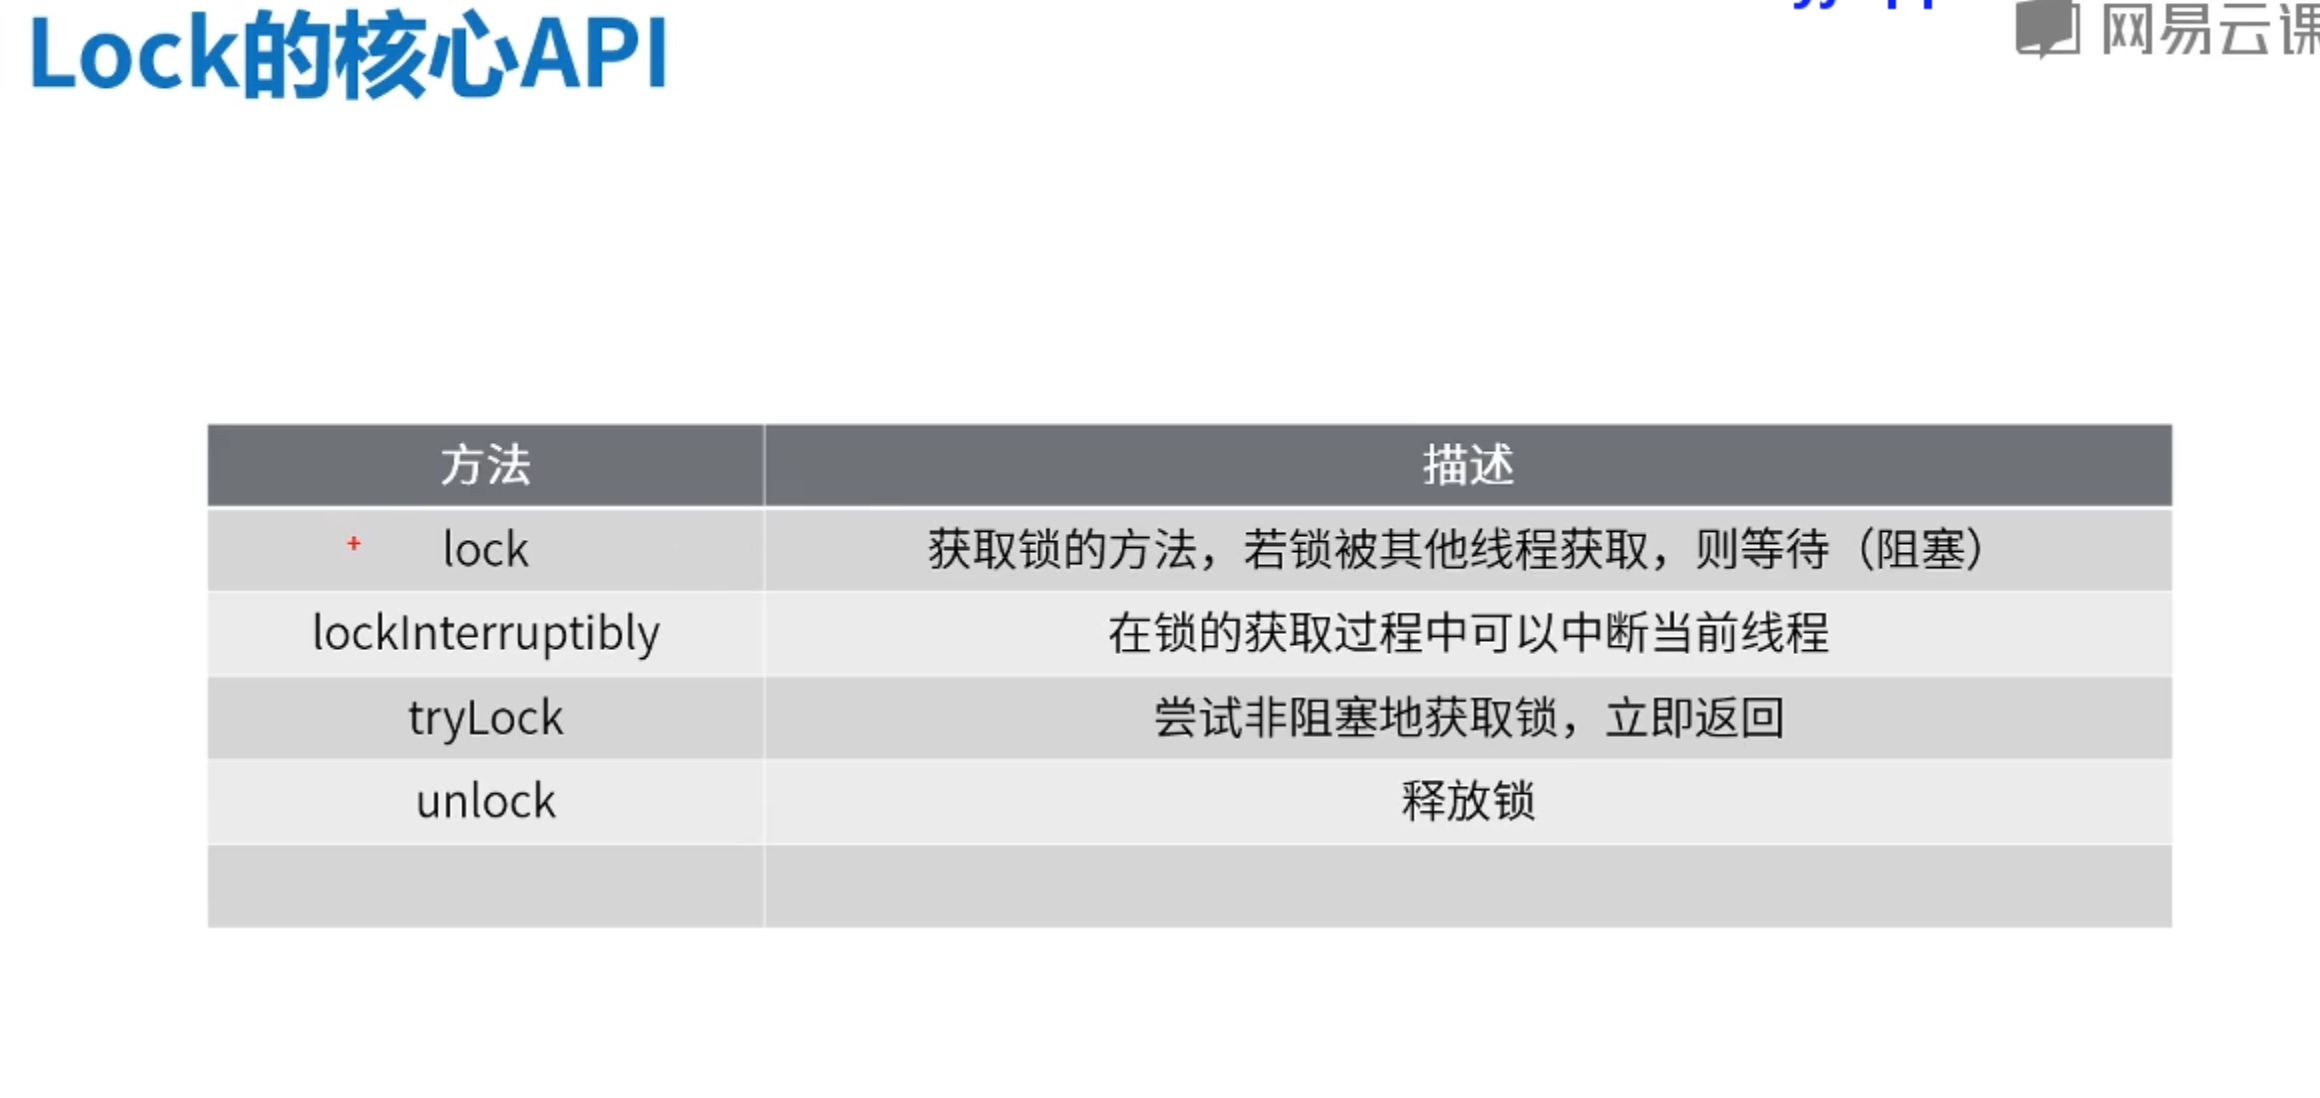 Lock的核心API
网易云课
方法 描述
lock 获取锁的方法，若锁被其他线程获取，则等待（阻塞）
lockInterruptibly 在锁的获取过程中可以中断当前线程
tryLock 尝试非阻塞地获取锁，立即返回
unlock 释放锁